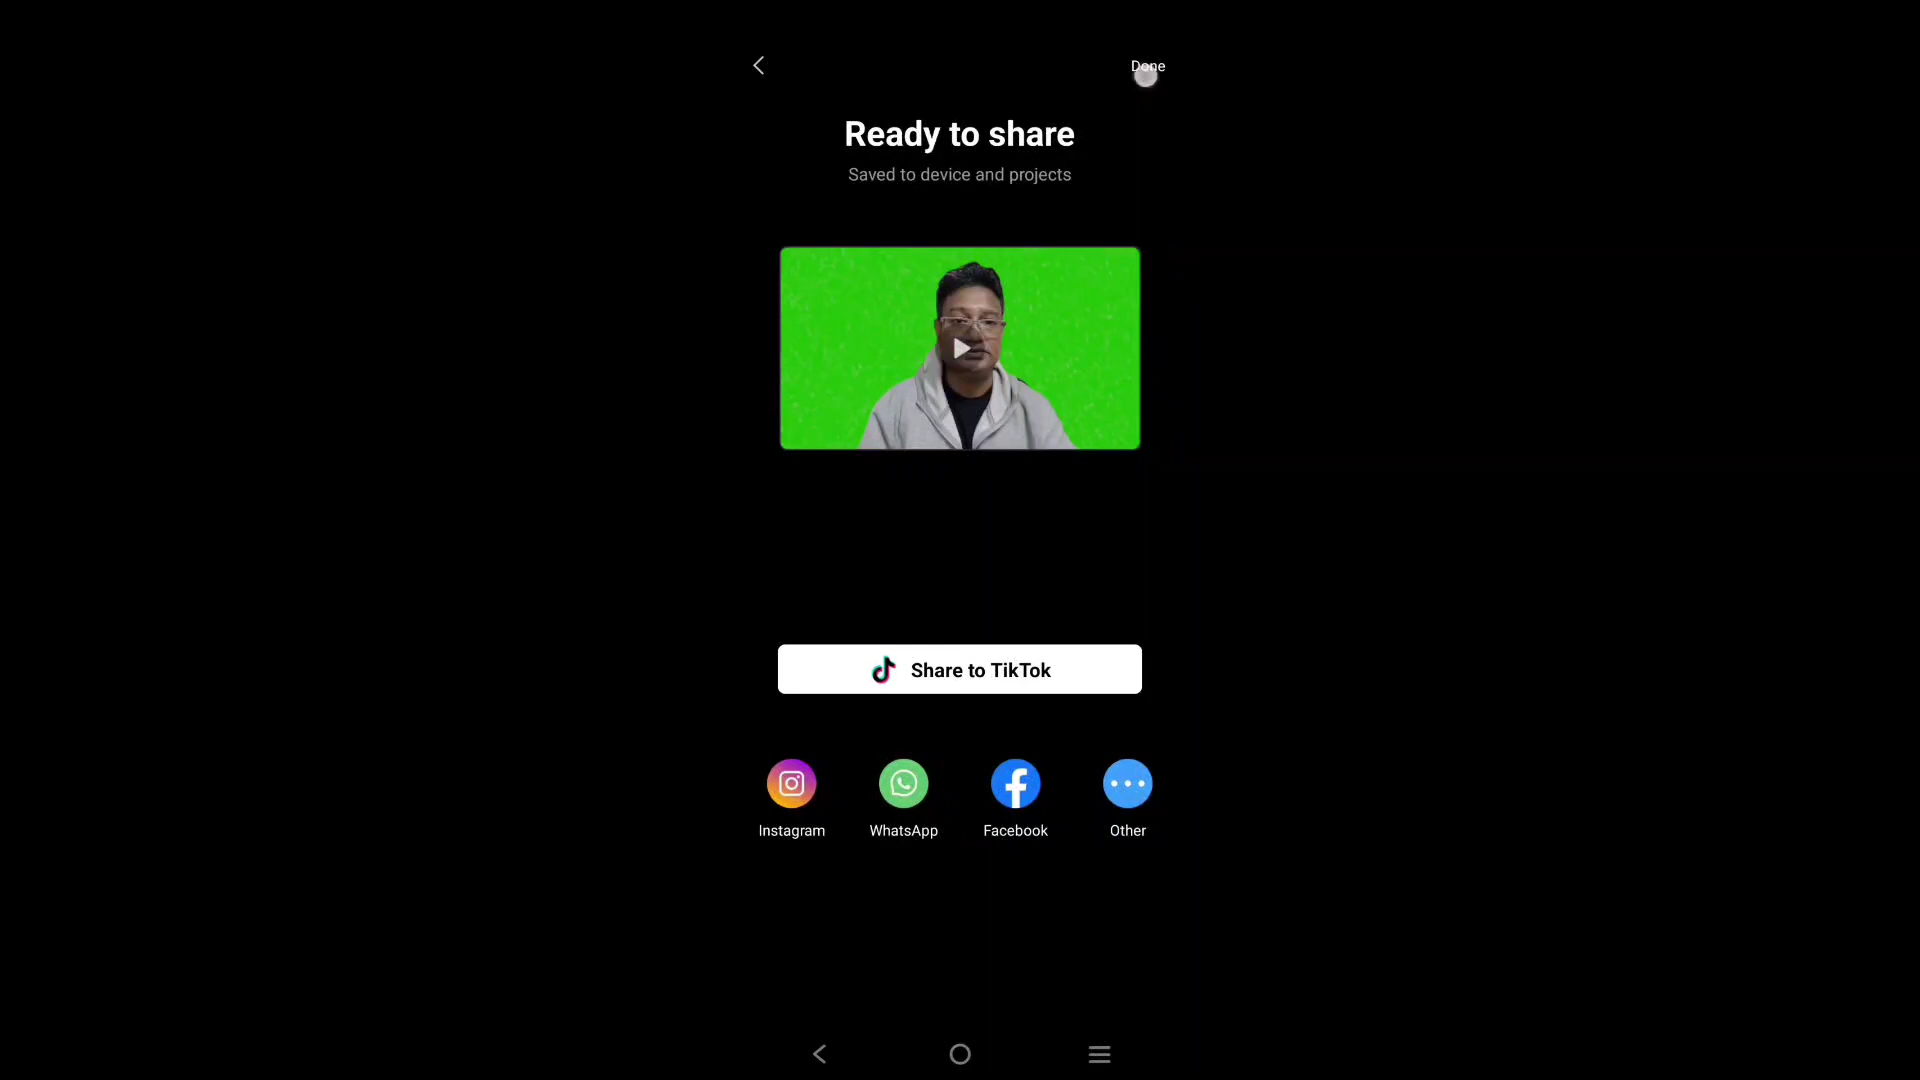 Done
Ready to share
Saved to device and projects
Share to TikTok
Instagram
WhatsApp
Facebook
Other